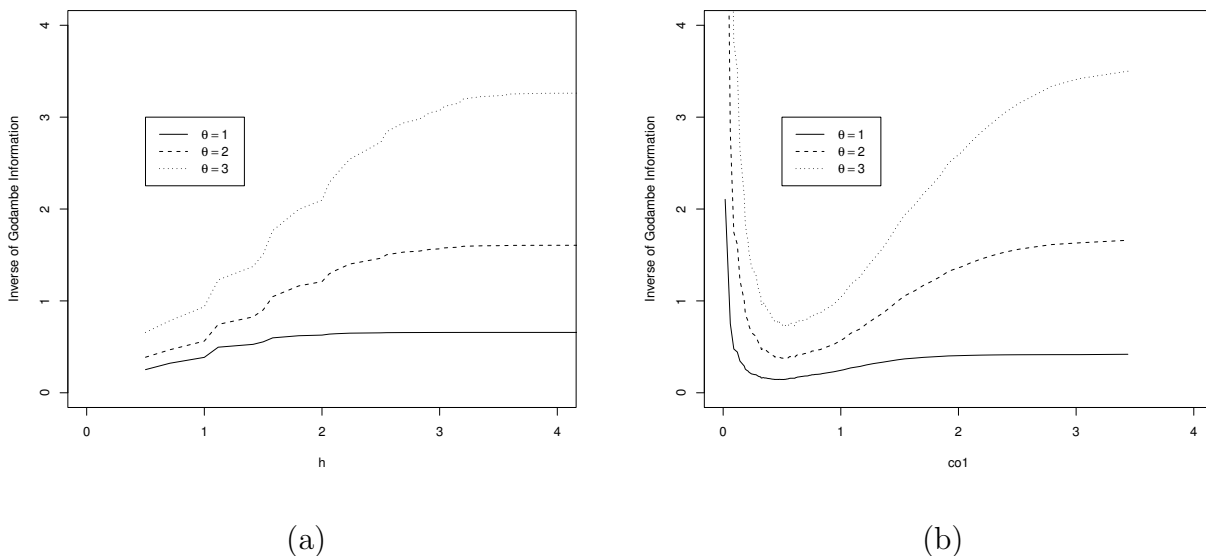 Inverse of Godambe Information
4
3
2
1
0
θ = 1
θ = 2
θ = 3
0 1 2 3 4
h
(a)
Inverse of Godambe Information
4
3
2
1
0
θ = 1
θ = 2
θ = 3
0 1 2 3 4
co1
(b)